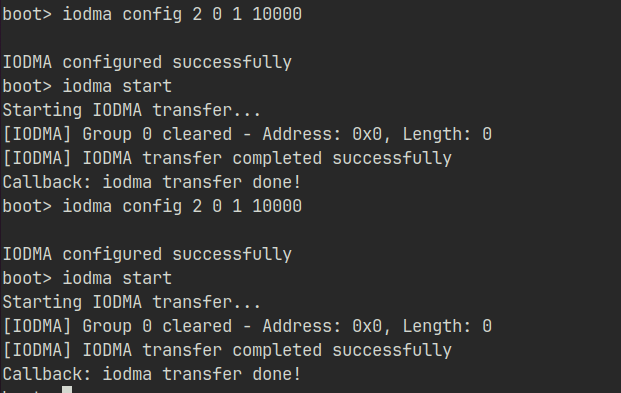 boot> iodma config 2 0 1 10000
IODMA configured successfully
boot> iodma start
Starting IODMA transfer...
[IODMA] Group 0 cleared - Address: 0x0, Length: 0
[IODMA] IODMA transfer completed successfully
Callback: iodma transfer done!
boot> iodma config 2 0 1 10000
IODMA configured successfully
boot> iodma start
Starting IODMA transfer...
[IODMA] Group 0 cleared - Address: 0x0, Length: 0
[IODMA] IODMA transfer completed successfully
Callback: iodma transfer done!